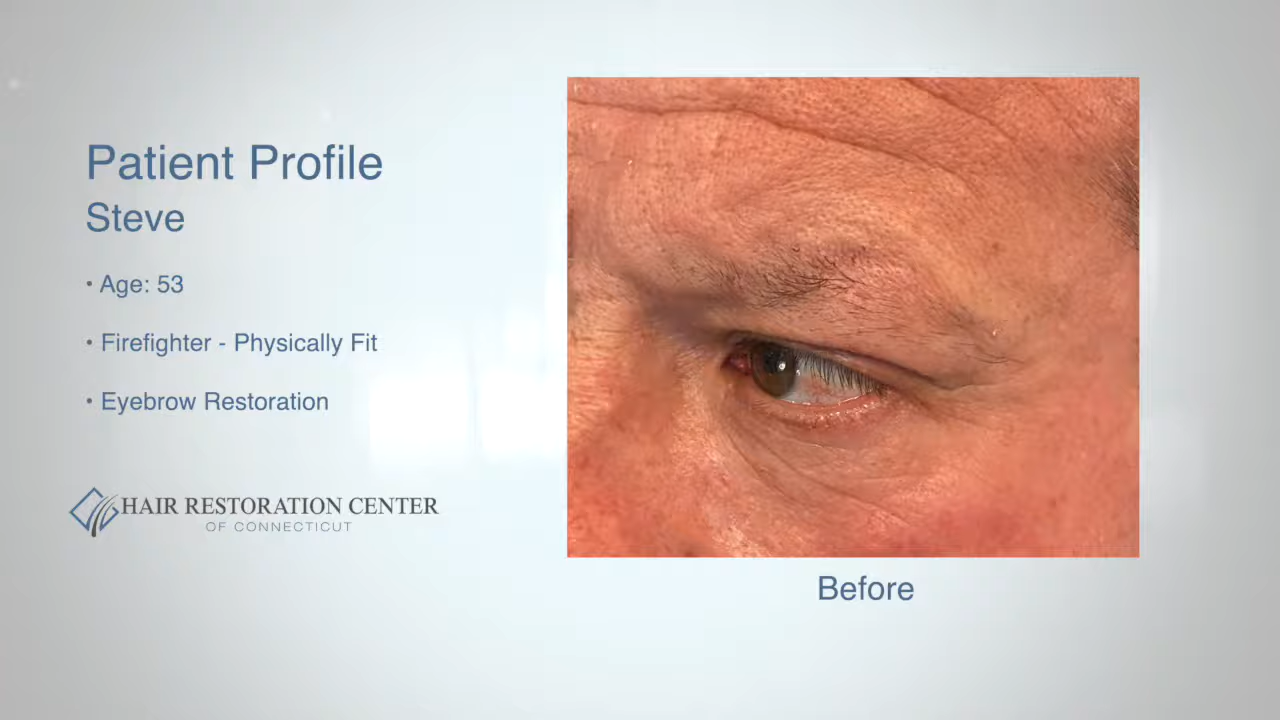 Patient Profile
Steve
• Age: 53
• Firefighter - Physically Fit
• Eyebrow Restoration
HAIR RESTORATION CENTER
OF CONNECTICUT
Before